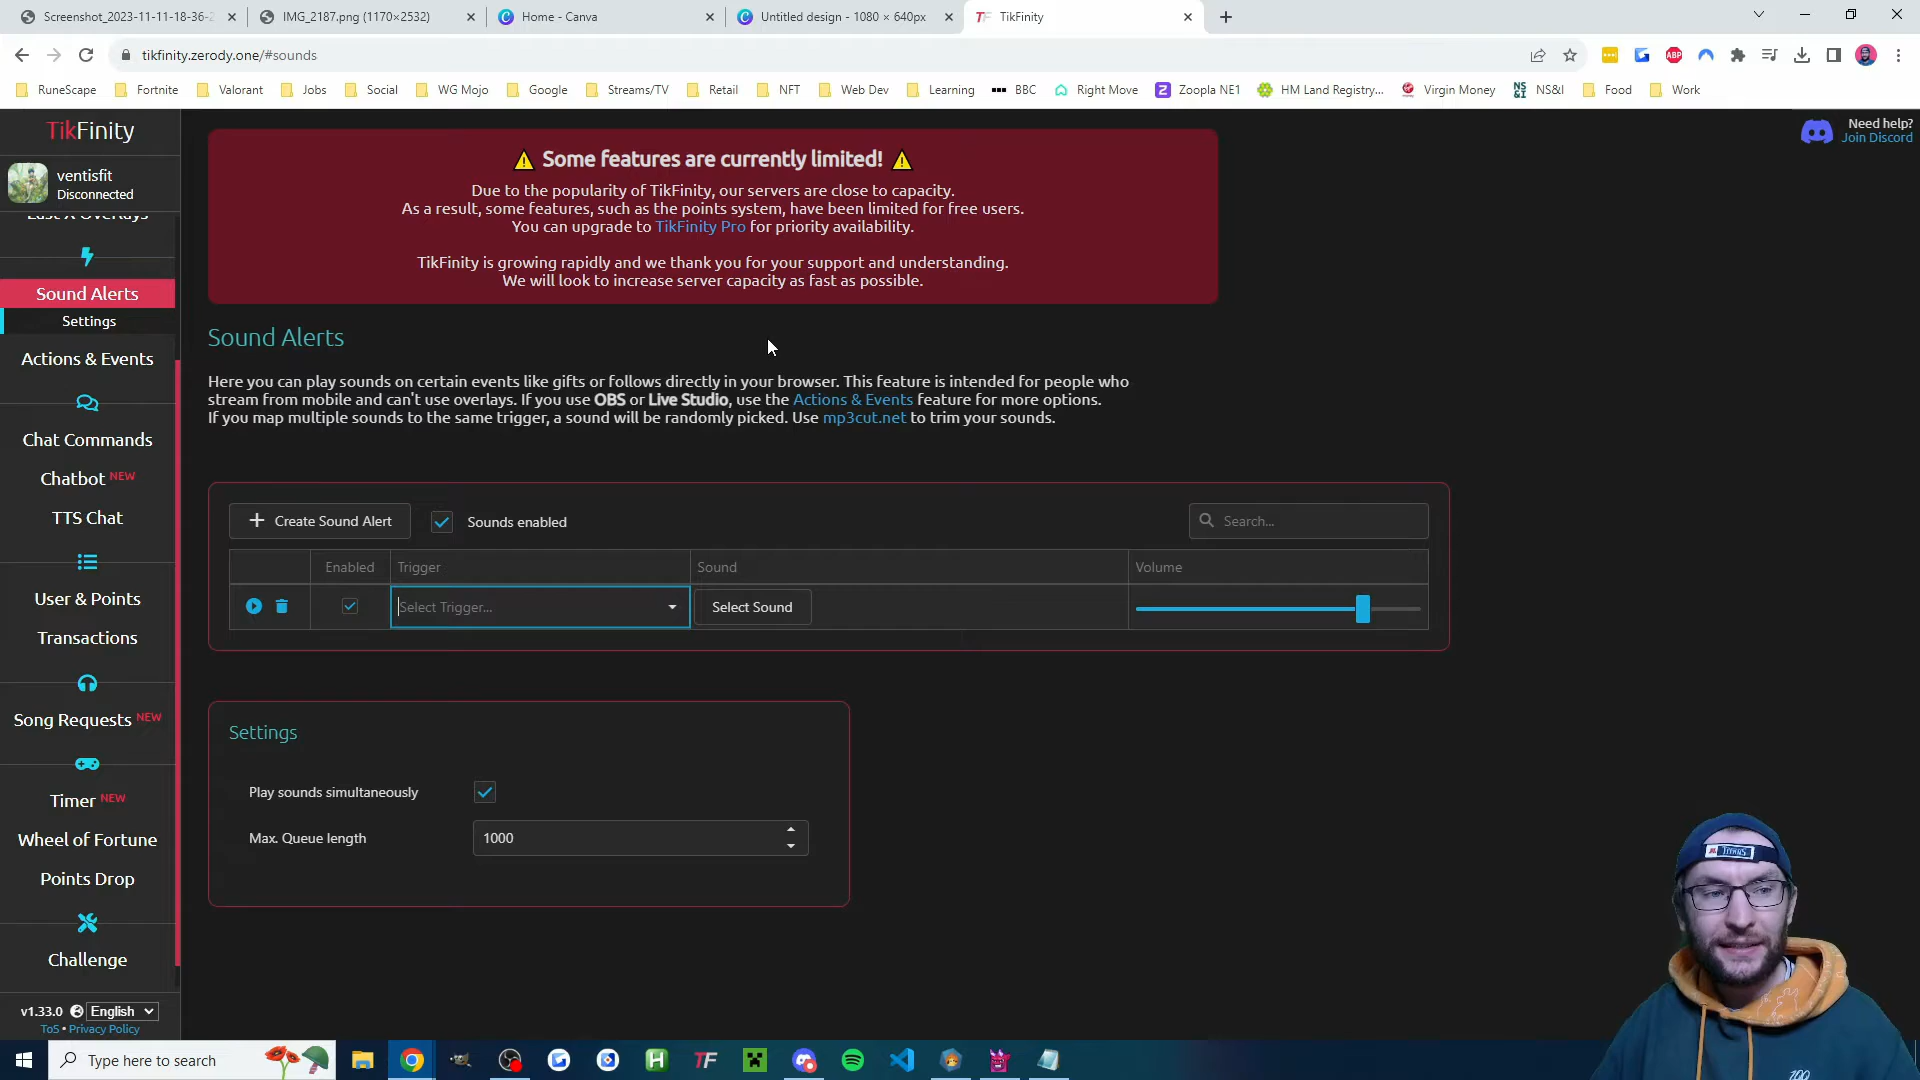 Screenshot_2023-11-11-18-36-2
IMG_2187.png (1170×2532)
Home - Canva
Untitled design - 1080 × 640px
TikFinity
tikfinity.zerody.one/#sounds
RuneScape
Fortnite
Valorant
Jobs
Social
WG Mojo
Google
Streams/TV
Retail
NFT
Web Dev
Learning
BBC
Right Move
Zoopla NE1
HM Land Registry...
Virgin Money
NS&I
Food
Work
TikFinity
ventisfit
Disconnected
Last X Overlays
Sound Alerts
Settings
Actions & Events
Chat Commands
Chatbot NEW
TTS Chat
User & Points
Transactions
Song Requests NEW
Timer NEW
Wheel of Fortune
Points Drop
Challenge
v1.33.0 English
ToS • Privacy Policy
Some features are currently limited!
Due to the popularity of TikFinity, our servers are close to capacity.
As a result, some features, such as the points system, have been limited for free users.
You can upgrade to TikFinity Pro for priority availability.
TikFinity is growing rapidly and we thank you for your support and understanding.
We will look to increase server capacity as fast as possible.
Need help?
Join Discord
Sound Alerts
Here you can play sounds on certain events like gifts or follows directly in your browser. This feature is intended for people who
stream from mobile and can't use overlays. If you use OBS or Live Studio, use the Actions & Events feature for more options.
If you map multiple sounds to the same trigger, a sound will be randomly picked. Use mp3cut.net to trim your sounds.
Create Sound Alert
Sounds enabled
Search...
Enabled
Trigger
Sound
Volume
Select Trigger...
Select Sound
Settings
Play sounds simultaneously
Max. Queue length
1000
Type here to search